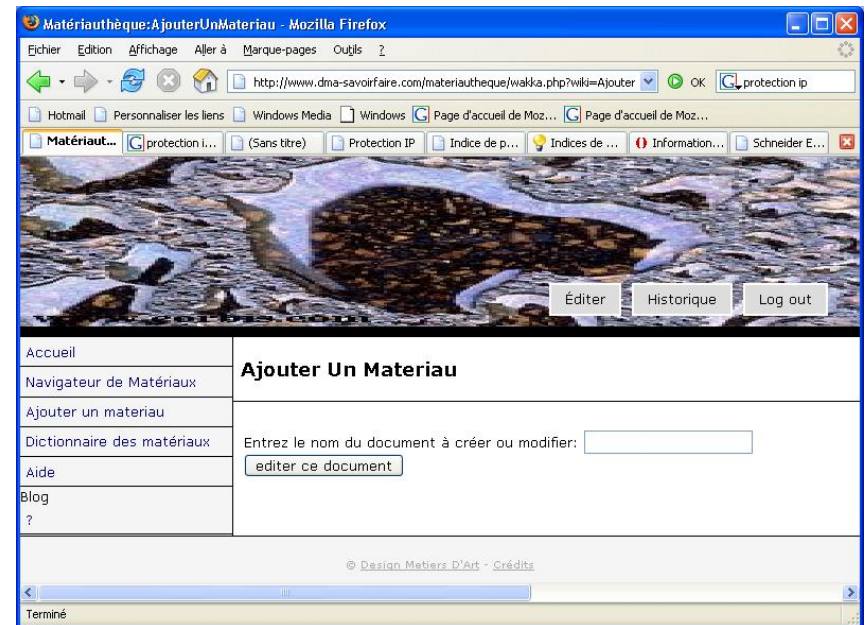 Matériauthèque:AjouterUnMateriau - Mozilla Firefox
Fichier Edition Affichage Aller à Marque-pages Outils ?
http://www.dma-savoirfaire.com/materiautheque/wakka.php?wiki=Ajouter OK protection ip
Hotmail Personnaliser les liens Windows Media Windows Page d'accueil de Moz... Page d'accueil de Moz...
Matériaut... protection i... (Sans titre) Protection IP Indice de p... Indices de ... Information... Schneider E...
Éditer Historique Log out
Accueil
Navigateur de Matériaux
Ajouter un materiau
Dictionnaire des matériaux
Aide
Blog
?
Ajouter Un Materiau
Entrez le nom du document à créer ou modifier:
editer ce document
© Design Metiers D'Art - Crédits
Terminé